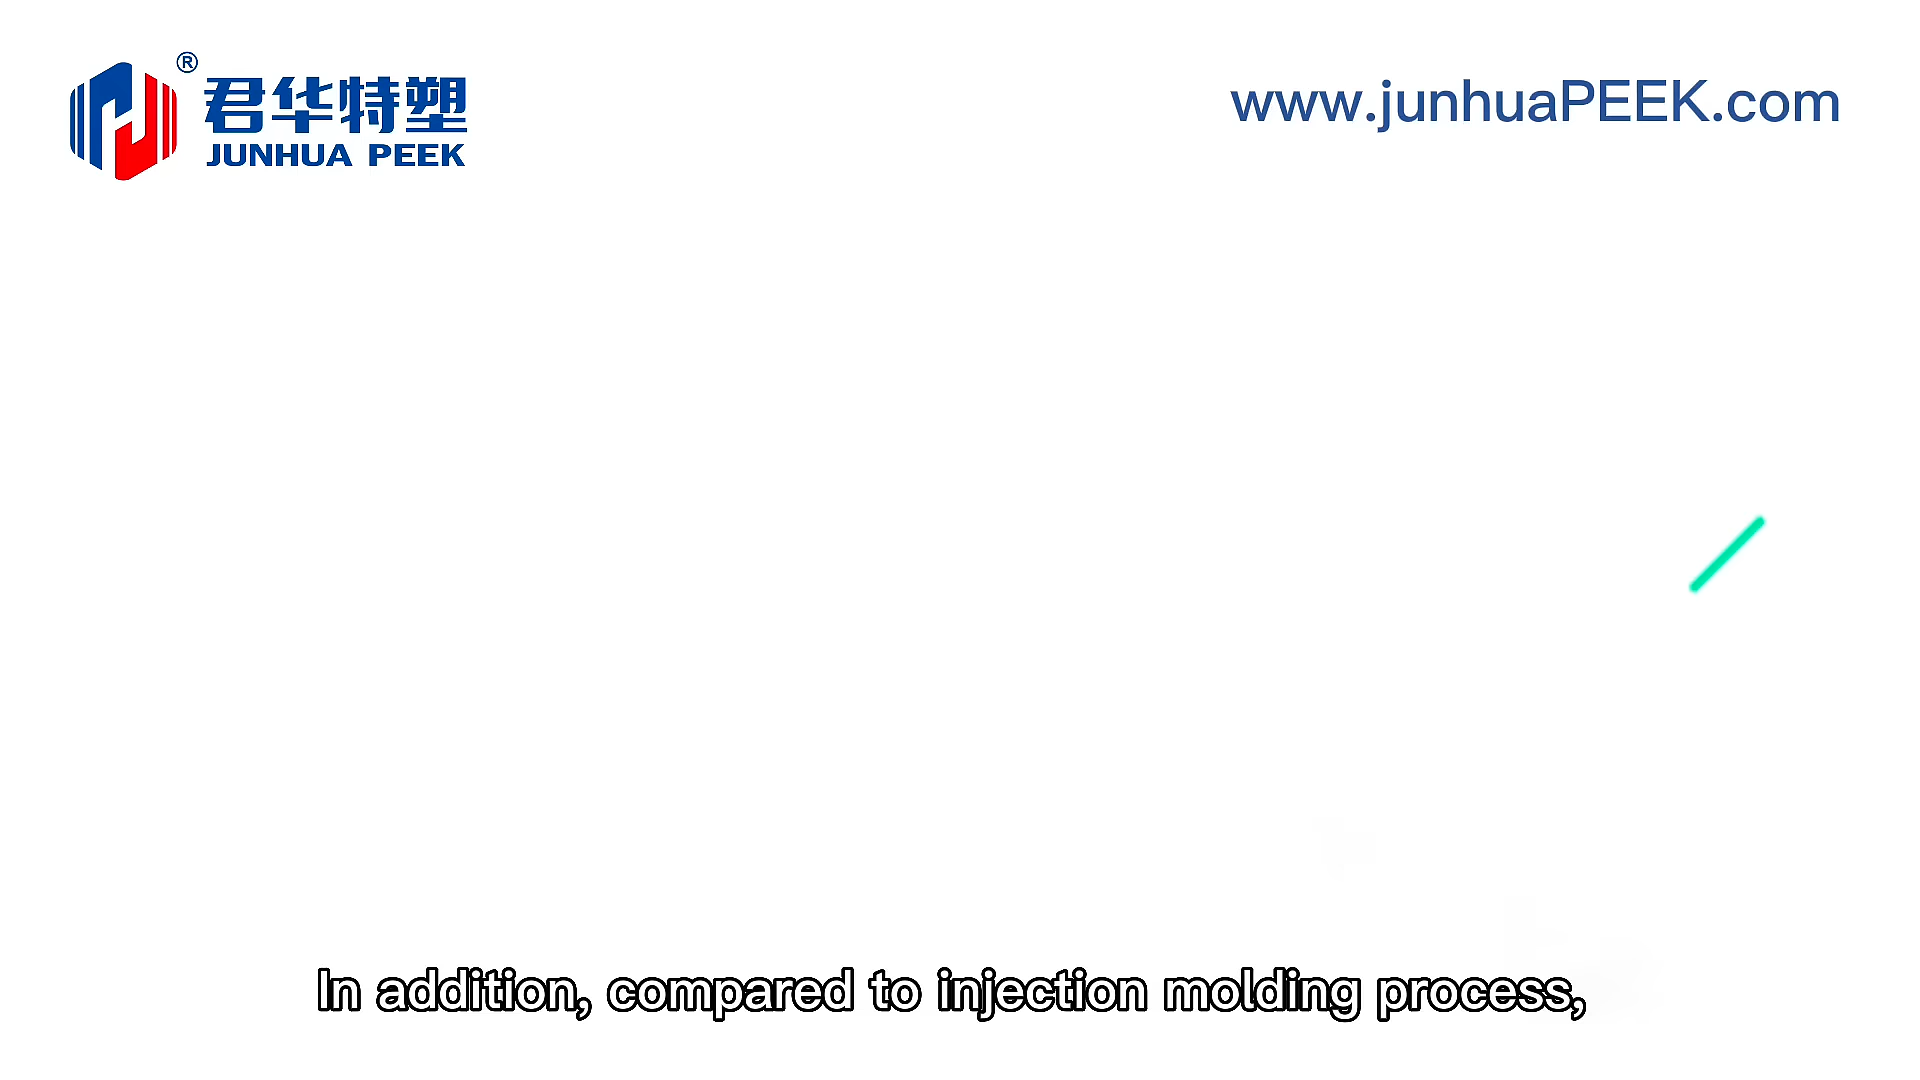 ®
君华特塑
JUNHUA PEEK
www.junhuaPEEK.com
In addition, compared to injection molding process,